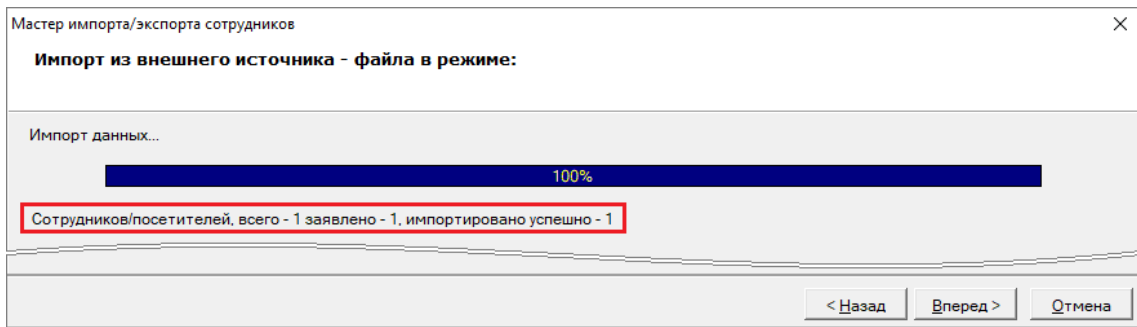 Мастер импорта/экспорта сотрудников
Импорт из внешнего источника - файла в режиме:
Импорт данных...
100%
Сотрудников/посетителей, всего - 1 заявлено - 1, импортировано успешно - 1
< Назад Вперед > Отмена